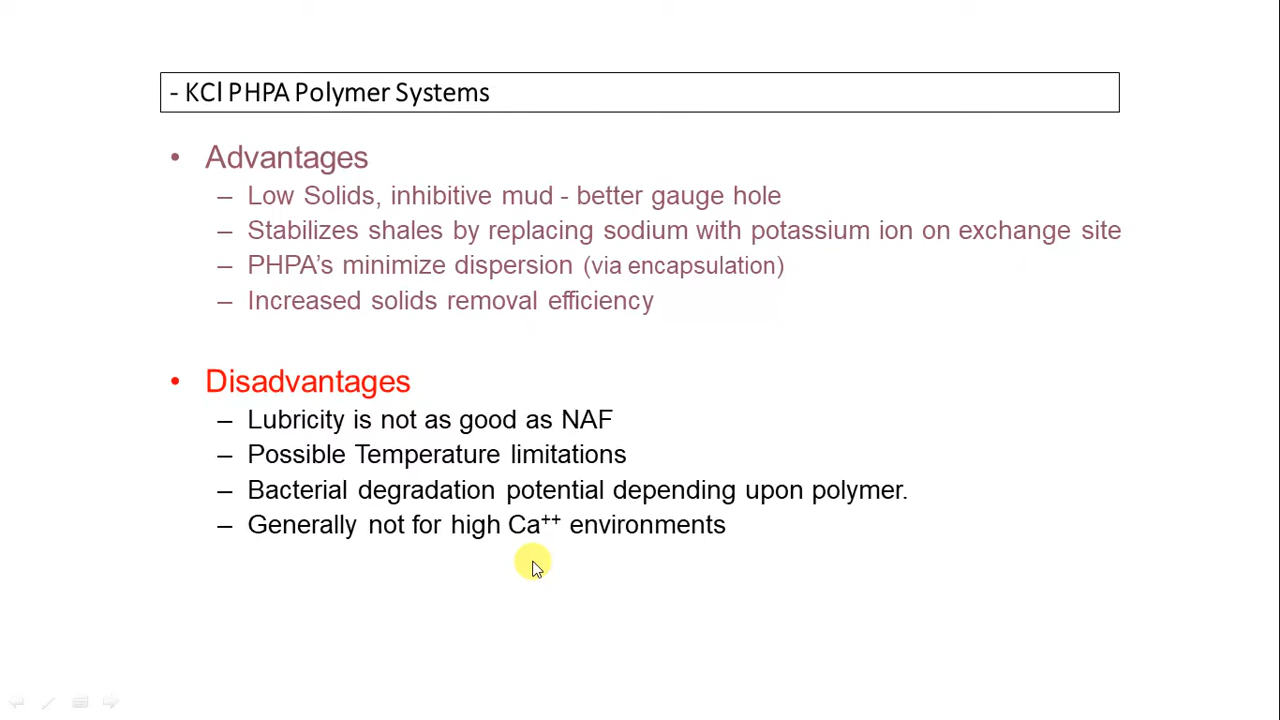 - KCl PHPA Polymer Systems
• Advantages
– Low Solids, inhibitive mud - better gauge hole
– Stabilizes shales by replacing sodium with potassium ion on exchange site
– PHPA's minimize dispersion (via encapsulation)
– Increased solids removal efficiency
• Disadvantages
– Lubricity is not as good as NAF
– Possible Temperature limitations
– Bacterial degradation potential depending upon polymer.
– Generally not for high Ca⁺⁺ environments